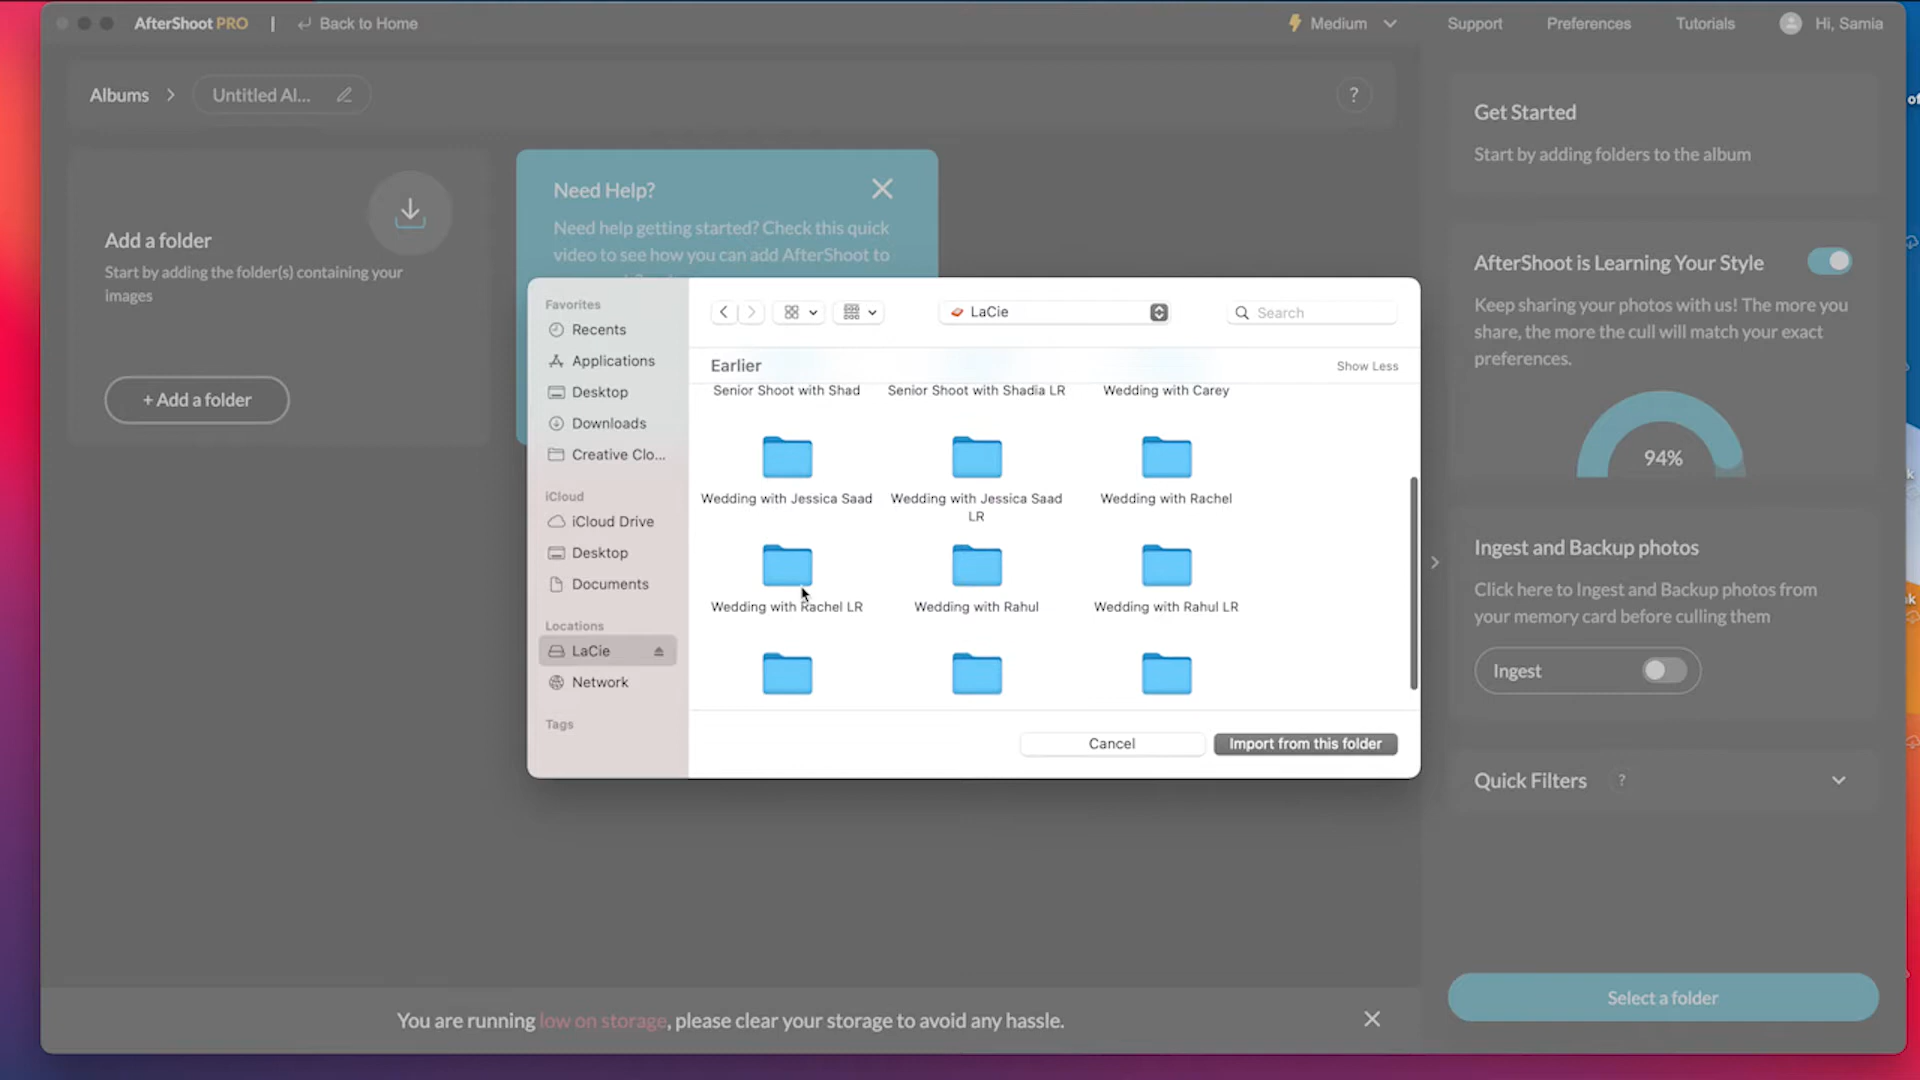 AfterShoot PRO | Back to Home Medium Support Preferences Tutorials Hi, Samia
Albums Untitled Al... ?
Add a folder
Start by adding the folder(s) containing your
images
+ Add a folder
Need Help?
Need help getting started? Check this quick
video to see how you can add AfterShoot to
Favorites
Recents
Applications
Desktop
Downloads
Creative Clo...
iCloud
iCloud Drive
Desktop
Documents
Locations
LaCie
Network
Tags
LaCie
Search
Earlier Show Less
Senior Shoot with Shad
Senior Shoot with Shadia LR
Wedding with Carey
Wedding with Jessica Saad
Wedding with Jessica Saad
LR
Wedding with Rachel
Wedding with Rachel LR
Wedding with Rahul
Wedding with Rahul LR
Cancel
Import from this folder
Get Started
Start by adding folders to the album
AfterShoot is Learning Your Style
Keep sharing your photos with us! The more you
share, the more the cull will match your exact
preferences.
94%
Ingest and Backup photos
Click here to Ingest and Backup photos from
your memory card before culling them
Ingest
Quick Filters ?
Select a folder
You are running low on storage, please clear your storage to avoid any hassle.